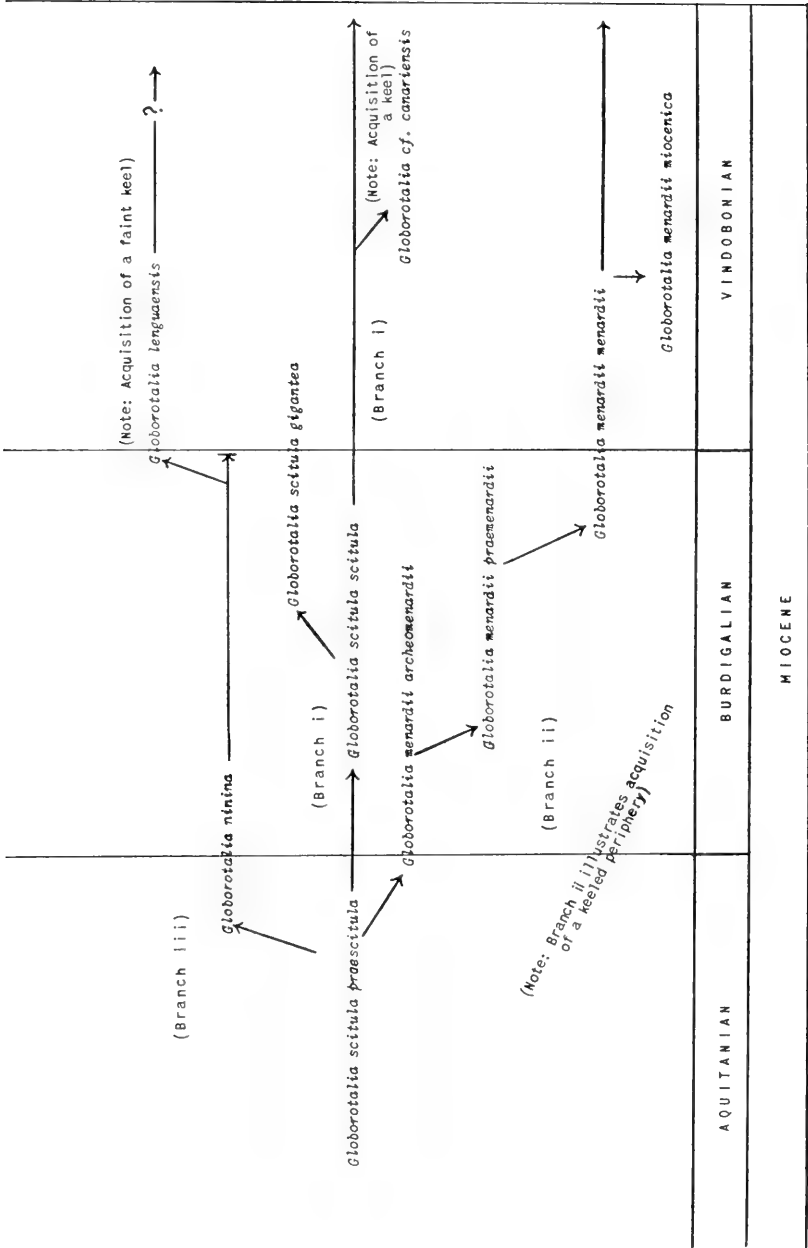 (Note: Acquisition of a faint keel)
Globorotalia lenguaensis
?
(Branch iii)
Globorotalia ninina
Globorotalia scitula gigantea
(Branch i)
Globorotalia scitula praescitula
Globorotalia scitula scitula
(Branch i)
(Note: Acquisition of
a keel)
Globorotalia cf. canariensis
Globorotalia menardii archeomenardii
Globorotalia menardii praemenardii
(Branch ii)
Globorotalia menardii menardii
Globorotalia menardii miocenica
(Note: Branch ii illustrates acquisition
of a keeled periphery)
AQUITANIAN
BURDIGALIAN
VINDOBONIAN
MIOCENE